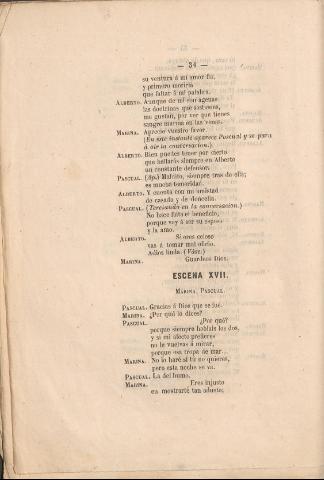 — 34 —
su ventura á mi amor fia,
y primero moriria
que faltar á mi palabra.
ALBERTO. Aunque de mí son agenas
las doctrinas que sustentas,
me gustan, por ver que tienes
sangre marina en las venas.
MARINA. Aprecio vuestro favor.
(En este instante aparece Pascual y se para
á oir la conversacion.)
ALBERTO. Bien puedes tener por cierto
que hallarás siempre en Alberto
un constante defensor.
PASCUAL. (Ap.) Maldito, siempre tras de ella;
es mucha temeridad.
ALBERTO. Y cuenta con mi amistad
de casada y de doncella.
PASCUAL. (Terciando en la conversacion.)
No hace falta el beneficio,
porque voy á ser su esposo
y la amo.
ALBERTO. Si eres celoso
vas á tomar mal oficio.
Adios linda. (Váse.)
MARINA. Guardeos Dios.
ESCENA XVII.
MARINA, PASCUAL.
PASCUAL. Gracias á Dios que se fué.
MARINA. ¿Por qué lo dices?
PASCUAL. ¿Por qué?
porque siempre hablais los dos,
y si mi afecto prefieres
no le vuelvas á mirar,
porque esa tropa de mar...
MARINA. No lo haré si tú no quieres,
pero esta noche se va.
PASCUAL. La del humo.
MARINA. Eres injusto
en mostrarte tan adusto;